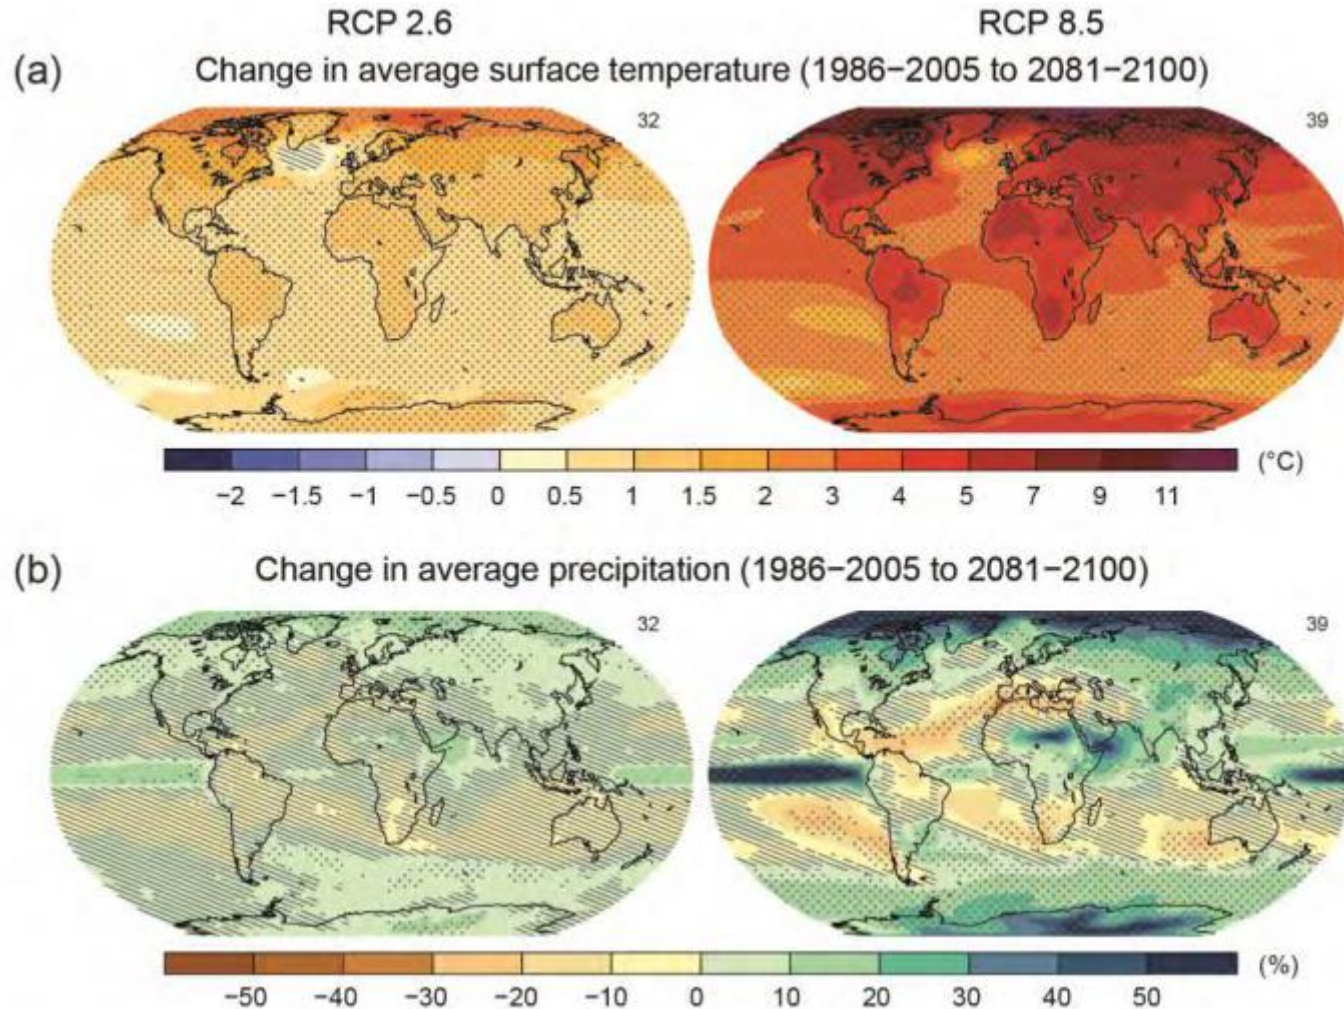 RCP 2.6 RCP 8.5
(a) Change in average surface temperature (1986−2005 to 2081−2100)
32 39
(°C)
−2 −1.5 −1 −0.5 0 0.5 1 1.5 2 3 4 5 7 9 11
(b) Change in average precipitation (1986−2005 to 2081−2100)
32 39
(%)
−50 −40 −30 −20 −10 0 10 20 30 40 50